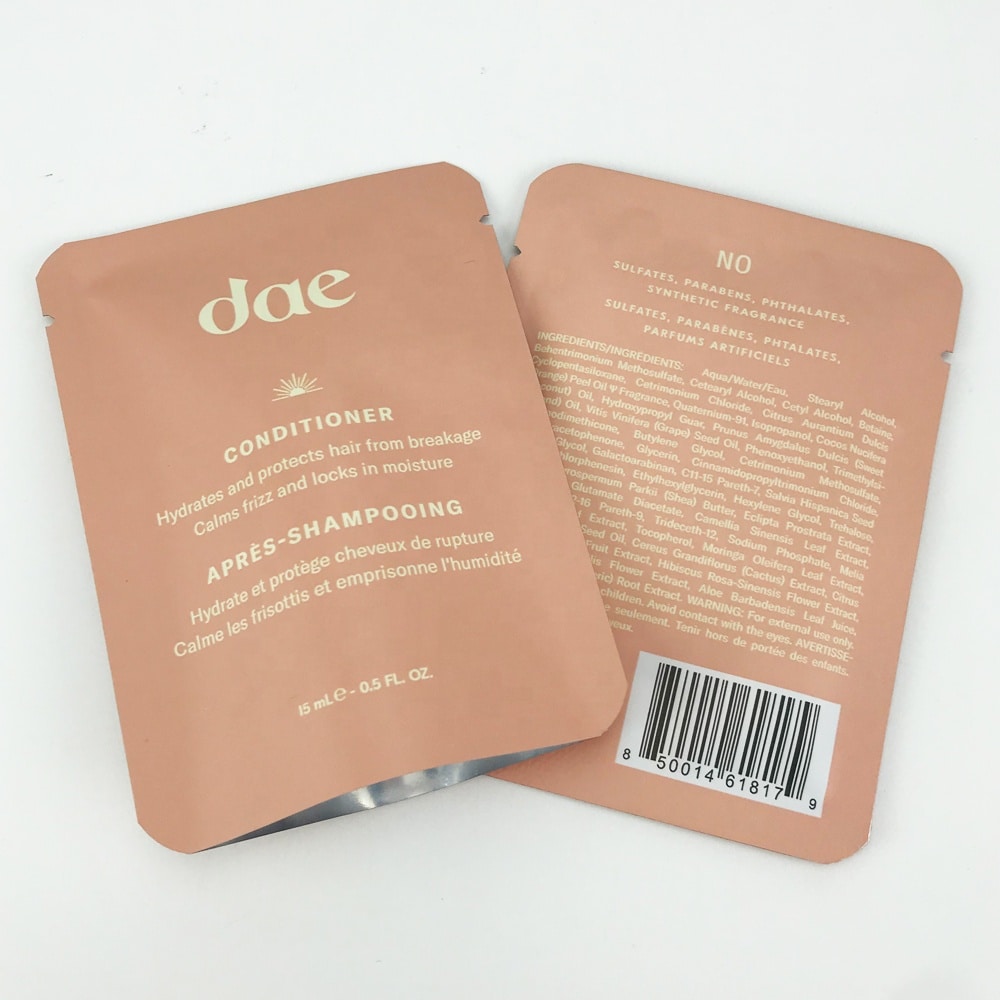 dae
CONDITIONER
Hydrates and protects hair from breakage
Calms frizz and locks in moisture
APRÈS-SHAMPOOING
Hydrate et protège cheveux de rupture
Calme les frisottis et emprisonne l'humidité
15 mL e - 0.5 FL. OZ.
NO
SULFATES, PARABENS, PHTHALATES,
SYNTHETIC FRAGRANCE
SULFATES, PARABÈNES, PHTALATES,
PARFUMS ARTIFICIELS
INGREDIENTS/INGRÉDIENTS: Aqua/Water/Eau, Stearyl Alcohol,
Behentrimonium Methosulfate, Cetearyl Alcohol, Cetyl Alcohol, Betaine,
Cyclopentasiloxane, Cetrimonium Chloride, Citrus Aurantium Dulcis
Peel Oil Ψ Fragrance, Quaternium-91, Isopropanol, Cocos Nucifera
Oil, Hydroxypropyl Guar, Prunus Amygdalus Dulcis (Sweet
Oil, Vitis Vinifera (Grape) Seed Oil, Phenoxyethanol, Trimethylsi-
Butylene Glycol, Cetrimonium Methosulfate,
Glycerin, Cinnamidopropyltrimonium Chloride,
Glycol, Galactoarabinan, C11-15 Pareth-7, Salvia Hispanica Seed
Ethylhexylglycerin, Hexylene Glycol, Trehalose,
Parkii (Shea) Butter, Eclipta Prostrata Extract,
Glutamate Diacetate, Camellia Sinensis Leaf Extract,
Pareth-9, Trideceth-12, Sodium Phosphate, Melia
Extract, Tocopherol, Moringa Oleifera Leaf Extract,
Seed Oil, Cereus Grandiflorus (Cactus) Extract, Citrus
Fruit Extract, Hibiscus Rosa-Sinensis Flower Extract,
Flower Extract, Aloe Barbadensis Leaf Juice,
Root Extract. WARNING: For external use only.
children. Avoid contact with the eyes. AVERTISSE-
seulement. Tenir hors de portée des enfants.
8 50014 61817 9